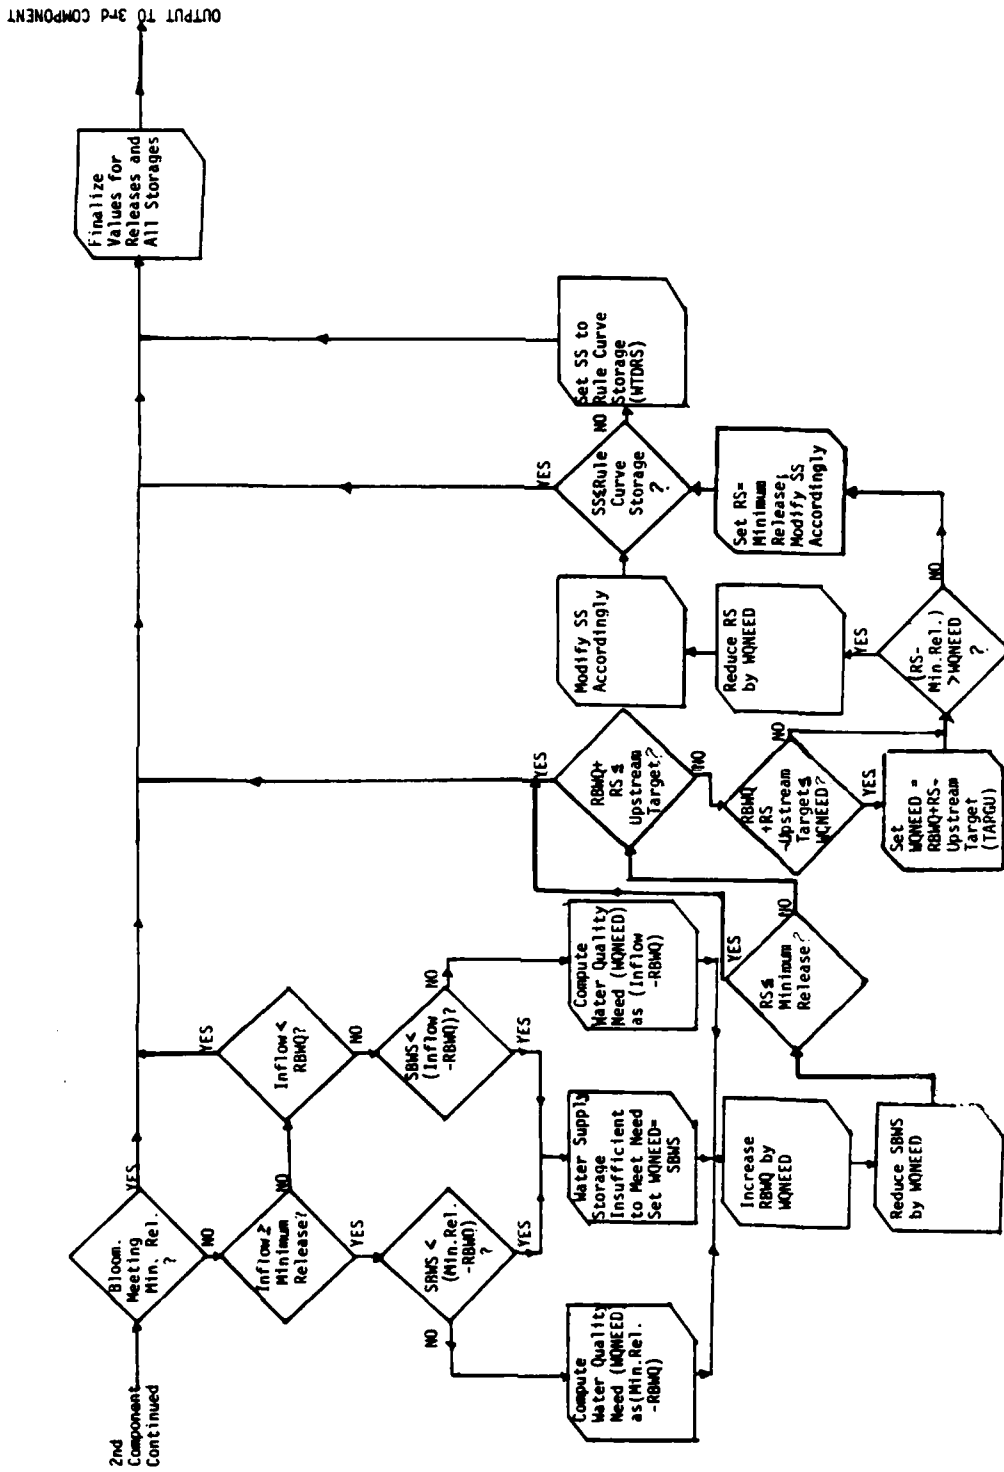 2nd
Component
Continued
Bloom.
Meeting
Min. Rel.
?
YES
NO
Inflow ≥
Minimum
Release?
NO
YES
Inflow <
RBWQ?
YES
NO
SBWS <
(Min.Rel.
-RBWQ)
?
NO
YES
SBWS <
(Inflow
-RBWQ)?
NO
YES
Compute
Water Quality
Need (WQNEED)
as(Min.Rel.
-RBWQ)
Water Supply
Storage
Insufficient
to Meet Need
Set WQNEED=
SBWS
Compute
Water Quality
Need (WQNEED)
as (Inflow
-RBWQ)
Increase
RBWQ by
WQNEED
Reduce SBWS
by WQNEED
RS≤
Minimum
Release?
YES
NO
RBWQ+
RS ≤
Upstream
Target?
YES
NO
RBWQ
+RS
-Upstream
Target≤
WQNEED?
NO
YES
Set
WQNEED =
RBWQ+RS-
Upstream
Target
(TARGU)
(RS-
Min.Rel.)
>WQNEED
?
YES
NO
Reduce RS
by WQNEED
Modify SS
Accordingly
Set RS=
Minimum
Release;
Modify SS
Accordingly
SS≤Rule
Curve
Storage
?
YES
NO
Set SS to
Rule Curve
Storage
(WTDRS)
Finalize
Values for
Releases and
All Storages
OUTPUT TO 3rd COMPONENT